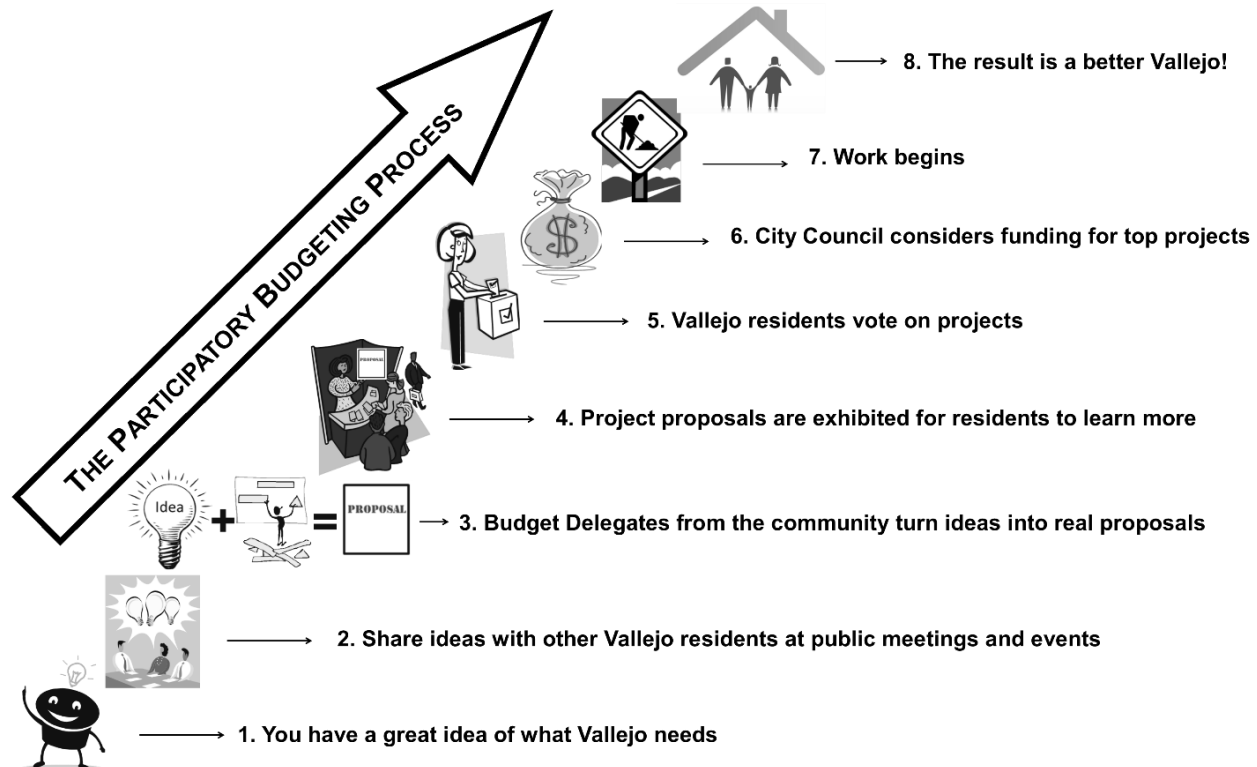 8. The result is a better Vallejo!
7. Work begins
THE PARTICIPATORY BUDGETING PROCESS
$
6. City Council considers funding for top projects
5. Vallejo residents vote on projects
PROPOSAL
4. Project proposals are exhibited for residents to learn more
Idea
+
=
PROPOSAL
3. Budget Delegates from the community turn ideas into real proposals
2. Share ideas with other Vallejo residents at public meetings and events
1. You have a great idea of what Vallejo needs